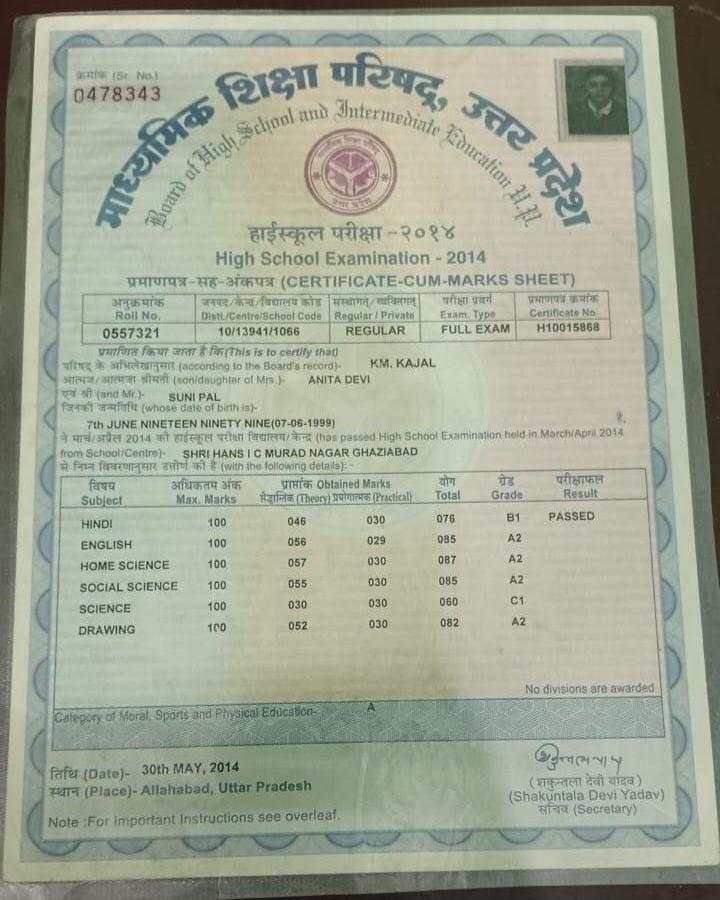 क्रमांक (Sr. No.)
0478343
माध्यमिक शिक्षा परिषद्, उत्तर प्रदेश
Board of High School and Intermediate Education U.P.
हाईस्कूल परीक्षा - २०१४
High School Examination - 2014
प्रमाणपत्र-सह-अंकपत्र (CERTIFICATE-CUM-MARKS SHEET)
अनुक्रमांक जनपद/केन्द्र/विद्यालय कोड संस्थागत/व्यक्तिगत परीक्षा प्रवर्ग प्रमाणपत्र क्रमांक
Roll No. Distt./Centre/School Code Regular / Private Exam. Type Certificate No.
0557321 10/13941/1066 REGULAR FULL EXAM H10015868
प्रमाणित किया जाता है कि (This is to certify that)
परिषद् के अभिलेखानुसार (according to the Board's record)- KM. KAJAL
आत्मज/आत्मजा श्रीमती (son/daughter of Mrs.)- ANITA DEVI
एवं श्री (and Mr.)- SUNI PAL
जिनकी जन्मतिथि (whose date of birth is)-
7th JUNE NINETEEN NINETY NINE(07-06-1999) है,
ने मार्च/अप्रैल 2014 की हाईस्कूल परीक्षा विद्यालय/केन्द्र (has passed High School Examination held in March/April 2014
from School/Centre)- SHRI HANS I C MURAD NAGAR GHAZIABAD
से निम्न विवरणानुसार उत्तीर्ण की है (with the following details):-
विषय अधिकतम अंक प्राप्तांक Obtained Marks योग ग्रेड परीक्षाफल
Subject Max. Marks सैद्धान्तिक (Theory) प्रयोगात्मक (Practical) Total Grade Result
HINDI 100 046 030 076 B1 PASSED
ENGLISH 100 056 029 085 A2
HOME SCIENCE 100 057 030 087 A2
SOCIAL SCIENCE 100 055 030 085 A2
SCIENCE 100 030 030 060 C1
DRAWING 100 052 030 082 A2
No divisions are awarded
Category of Moral, Sports and Physical Education- A
तिथि (Date)- 30th MAY, 2014
स्थान (Place)- Allahabad, Uttar Pradesh
(शकुन्तला देवी यादव)
(Shakuntala Devi Yadav)
सचिव (Secretary)
Note :For Important Instructions see overleaf.